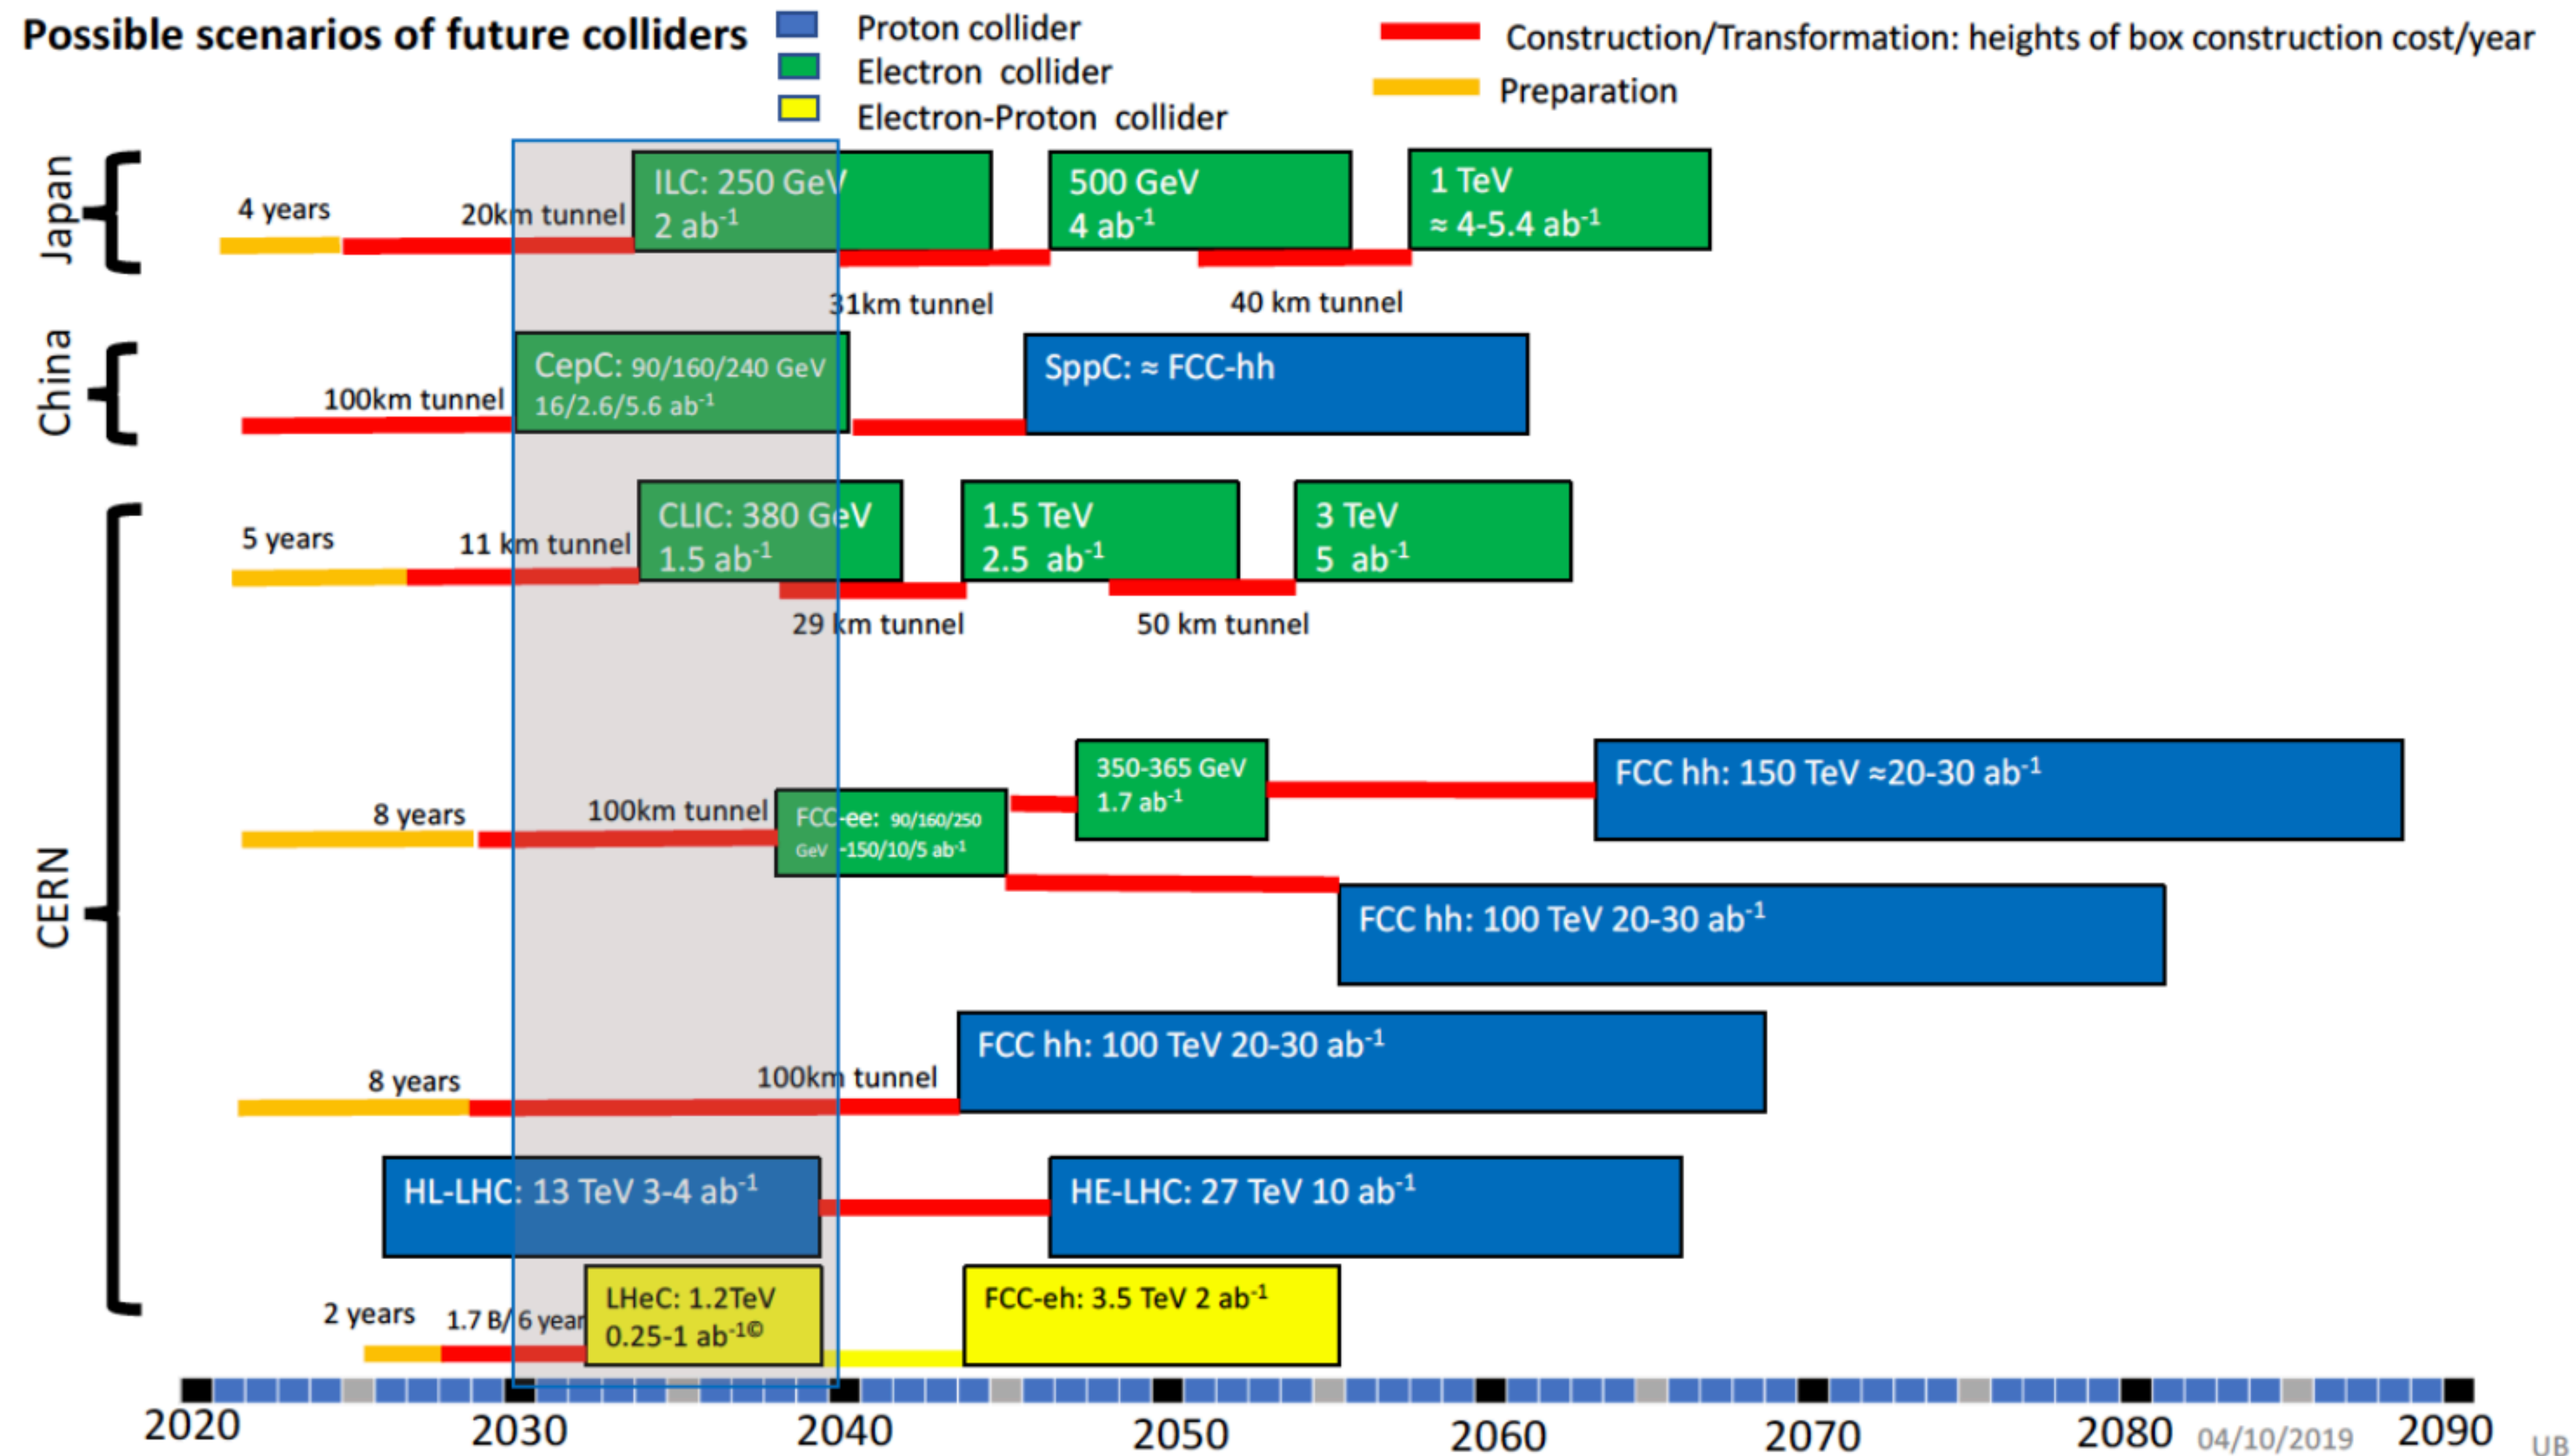 Possible scenarios of future colliders
Proton collider
Electron collider
Electron-Proton collider
Construction/Transformation: heights of box construction cost/year
Preparation
Japan
4 years
20km tunnel
ILC: 250 GeV
2 ab⁻¹
500 GeV
4 ab⁻¹
1 TeV
≈ 4-5.4 ab⁻¹
31km tunnel
40 km tunnel
China
100km tunnel
CepC: 90/160/240 GeV
16/2.6/5.6 ab⁻¹
SppC: ≈ FCC-hh
CERN
5 years
11 km tunnel
CLIC: 380 GeV
1.5 ab⁻¹
1.5 TeV
2.5 ab⁻¹
3 TeV
5 ab⁻¹
29 km tunnel
50 km tunnel
8 years
100km tunnel
FCC-ee: 90/160/250
GeV -150/10/5 ab⁻¹
350-365 GeV
1.7 ab⁻¹
FCC hh: 150 TeV ≈20-30 ab⁻¹
FCC hh: 100 TeV 20-30 ab⁻¹
8 years
100km tunnel
FCC hh: 100 TeV 20-30 ab⁻¹
HL-LHC: 13 TeV 3-4 ab⁻¹
HE-LHC: 27 TeV 10 ab⁻¹
2 years
1.7 B/ 6 year
LHeC: 1.2TeV
0.25-1 ab⁻¹©
FCC-eh: 3.5 TeV 2 ab⁻¹
2020
2030
2040
2050
2060
2070
2080
04/10/2019
2090
UB